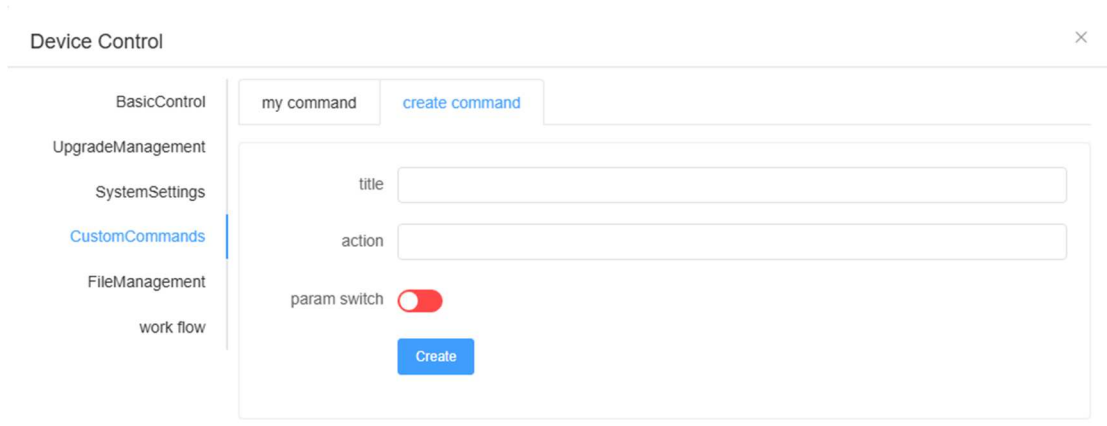 Device Control
BasicControl
UpgradeManagement
SystemSettings
CustomCommands
FileManagement
work flow
my command
create command
title
action
param switch
Create